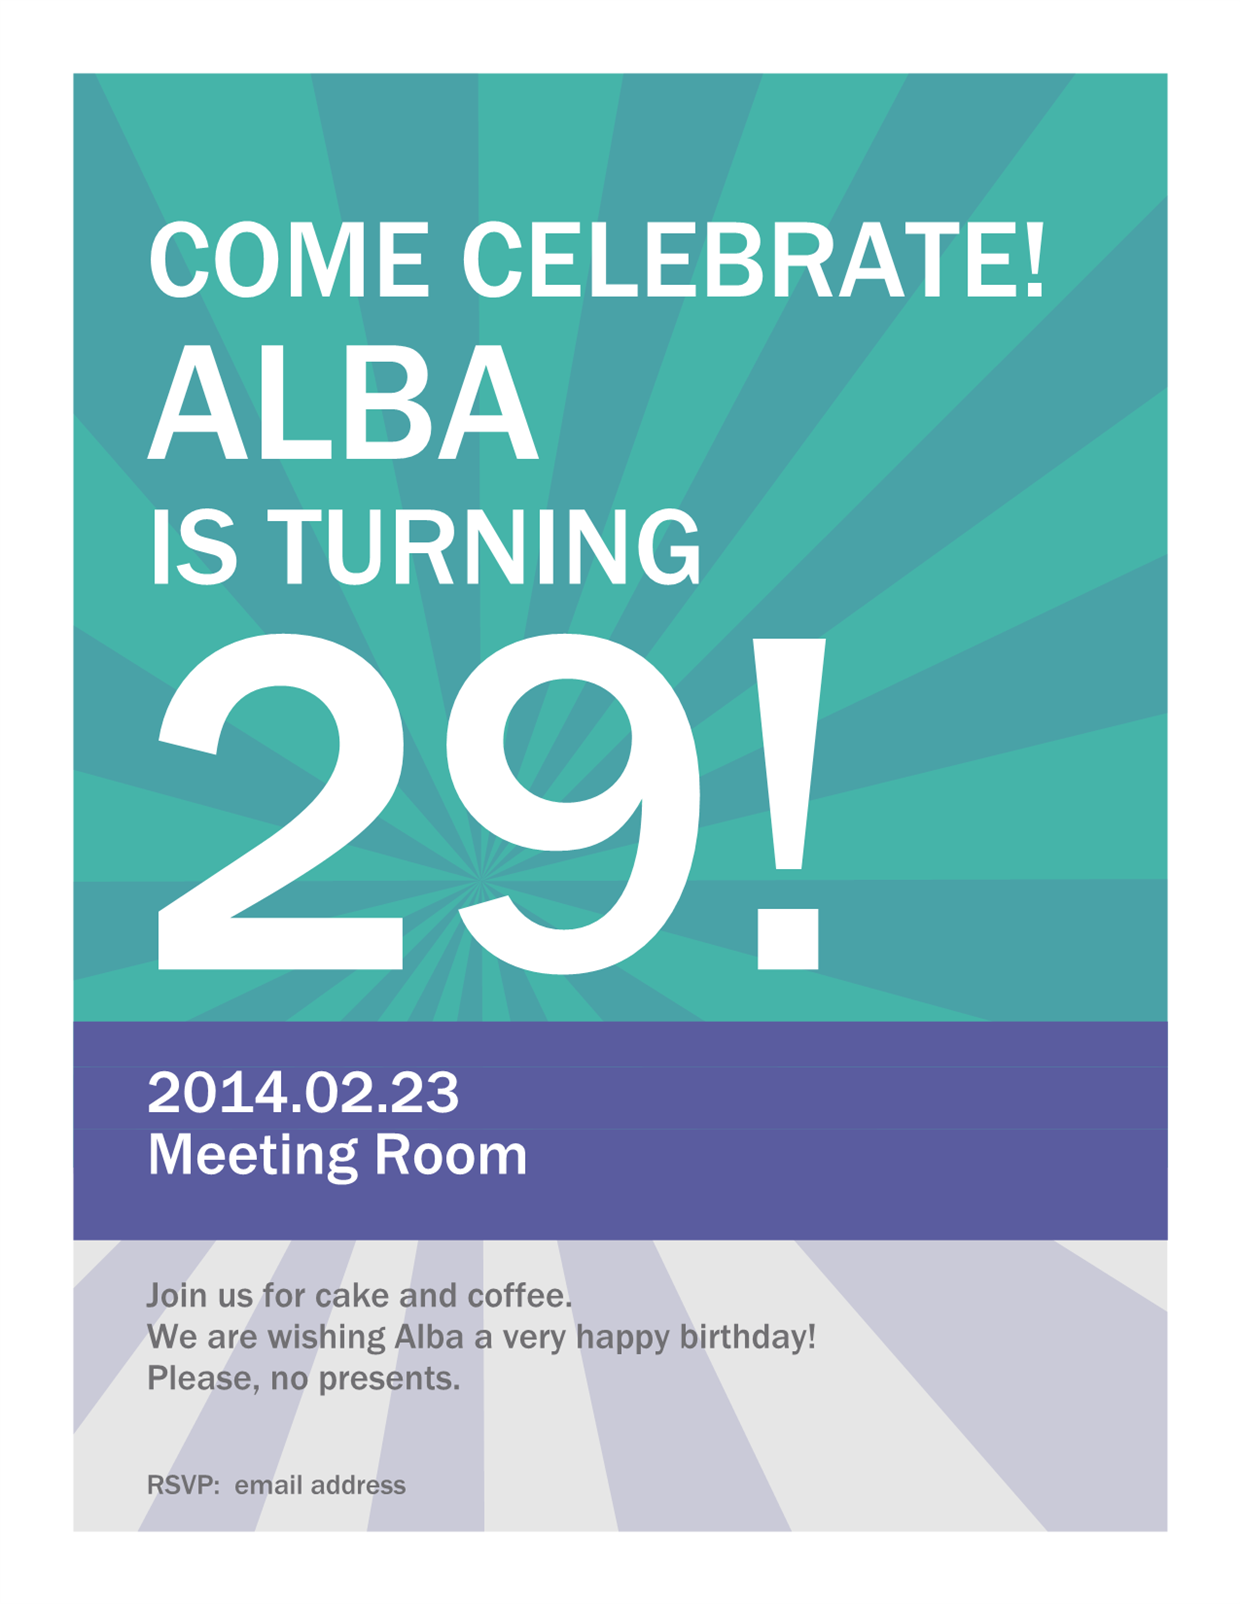 COME CELEBRATE!
ALBA
IS TURNING
29!
2014.02.23
Meeting Room
Join us for cake and coffee.
We are wishing Alba a very happy birthday!
Please, no presents.
RSVP:  email address